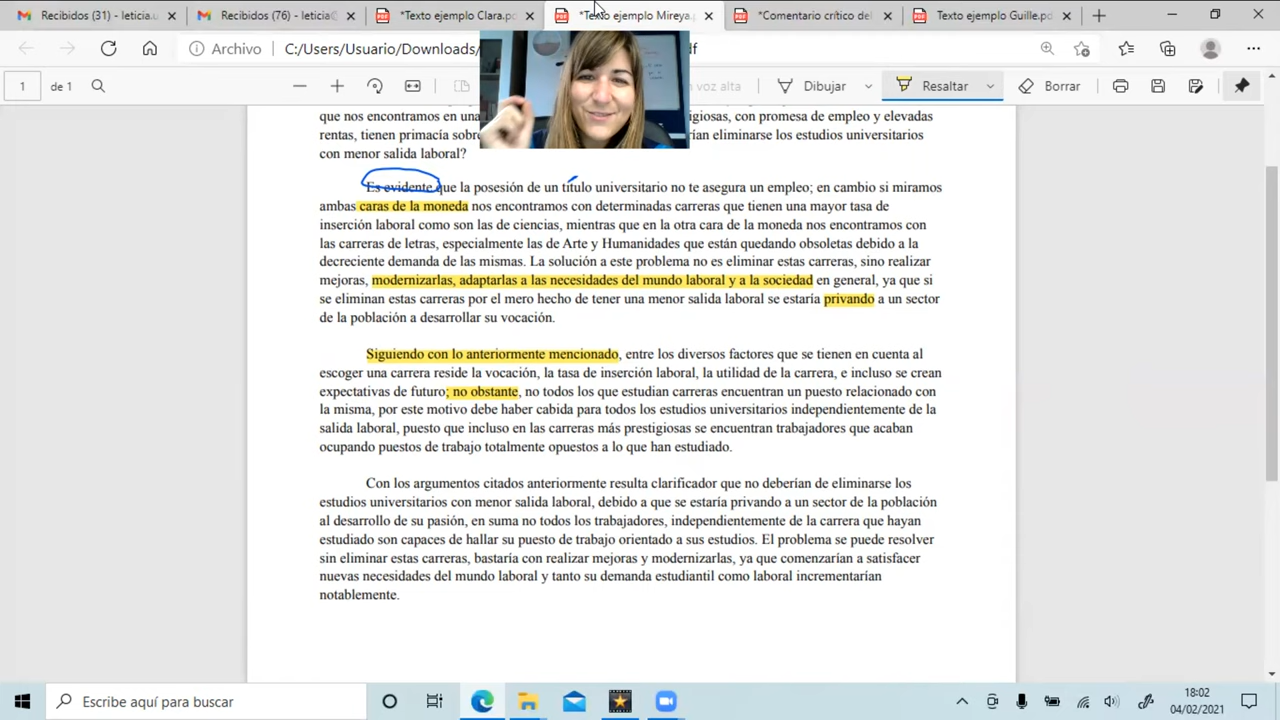 Recibidos (31) - leticia.u
Recibidos (76) - leticia@
*Texto ejemplo Clara.pd
*Texto ejemplo Mireya.p
*Comentario crítico del
Texto ejemplo Guille.pd
Archivo
C:/Users/Usuario/Downloads/
df
1
de 1
voz alta
Dibujar
Resaltar
Borrar
que nos encontramos en una
igiosas, con promesa de empleo y elevadas
rentas, tienen primacía sobre
ían eliminarse los estudios universitarios
con menor salida laboral?
Es evidente que la posesión de un título universitario no te asegura un empleo; en cambio si miramos
ambas caras de la moneda nos encontramos con determinadas carreras que tienen una mayor tasa de
inserción laboral como son las de ciencias, mientras que en la otra cara de la moneda nos encontramos con
las carreras de letras, especialmente las de Arte y Humanidades que están quedando obsoletas debido a la
decreciente demanda de las mismas. La solución a este problema no es eliminar estas carreras, sino realizar
mejoras, modernizarlas, adaptarlas a las necesidades del mundo laboral y a la sociedad en general, ya que si
se eliminan estas carreras por el mero hecho de tener una menor salida laboral se estaría privando a un sector
de la población a desarrollar su vocación.
Siguiendo con lo anteriormente mencionado, entre los diversos factores que se tienen en cuenta al
escoger una carrera reside la vocación, la tasa de inserción laboral, la utilidad de la carrera, e incluso se crean
expectativas de futuro; no obstante, no todos los que estudian carreras encuentran un puesto relacionado con
la misma, por este motivo debe haber cabida para todos los estudios universitarios independientemente de la
salida laboral, puesto que incluso en las carreras más prestigiosas se encuentran trabajadores que acaban
ocupando puestos de trabajo totalmente opuestos a lo que han estudiado.
Con los argumentos citados anteriormente resulta clarificador que no deberían de eliminarse los
estudios universitarios con menor salida laboral, debido a que se estaría privando a un sector de la población
al desarrollo de su pasión, en suma no todos los trabajadores, independientemente de la carrera que hayan
estudiado son capaces de hallar su puesto de trabajo orientado a sus estudios. El problema se puede resolver
sin eliminar estas carreras, bastaría con realizar mejoras y modernizarlas, ya que comenzarían a satisfacer
nuevas necesidades del mundo laboral y tanto su demanda estudiantil como laboral incrementarían
notablemente.
Escribe aquí para buscar
18:02
04/02/2021